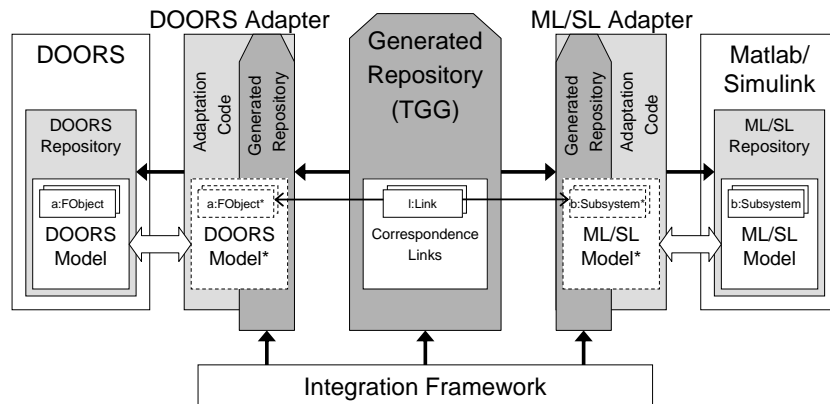 DOORS
DOORS
Repository
a:FObject
DOORS
Model
DOORS Adapter
Adaptation
Code
Generated
Repository
a:FObject*
DOORS
Model*
Generated
Repository
(TGG)
l:Link
Correspondence
Links
ML/SL Adapter
Generated
Repository
Adaptation
Code
b:Subsystem*
ML/SL
Model*
Matlab/
Simulink
ML/SL
Repository
b:Subsystem
ML/SL
Model
Integration Framework